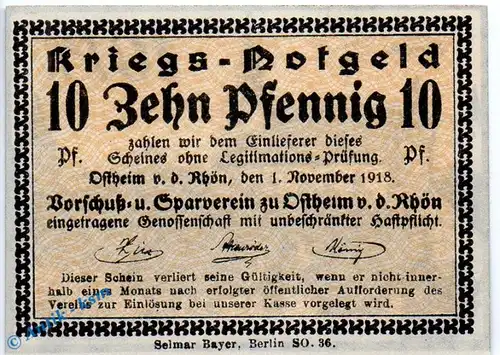 Kriegs-Notgeld
10 Zehn Pfennig 10
zahlen wir dem Einlieferer dieses
Pf. Scheines ohne Legitimations-Prüfung. Pf.
Ostheim v. d. Rhön, den 1. November 1918.
Vorschuß- u. Sparverein zu Ostheim v. d. Rhön
eingetragene Genossenschaft mit unbeschränkter Haftpflicht.
Dieser Schein verliert seine Gültigkeit, wenn er nicht inner-
halb eines Monats nach erfolgter öffentlicher Aufforderung des
Vereins zur Einlösung bei unserer Kasse vorgelegt wird.
Selmar Bayer, Berlin SO. 36.